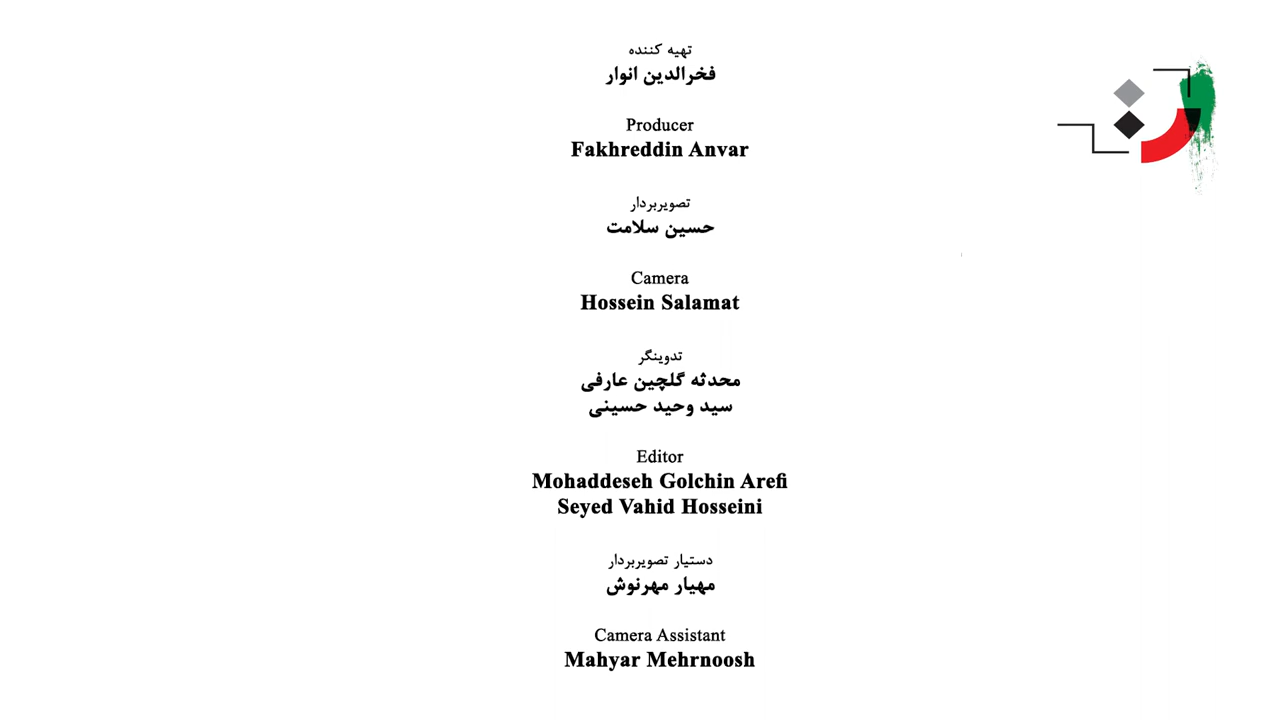 تهیه کننده
فخرالدین انوار
Producer
Fakhreddin Anvar
تصویربردار
حسین سلامت
Camera
Hossein Salamat
تدوینگر
محدثه گلچین عارفی
سید وحید حسینی
Editor
Mohaddeseh Golchin Arefi
Seyed Vahid Hosseini
دستیار تصویربردار
مهیار مهرنوش
Camera Assistant
Mahyar Mehrnoosh